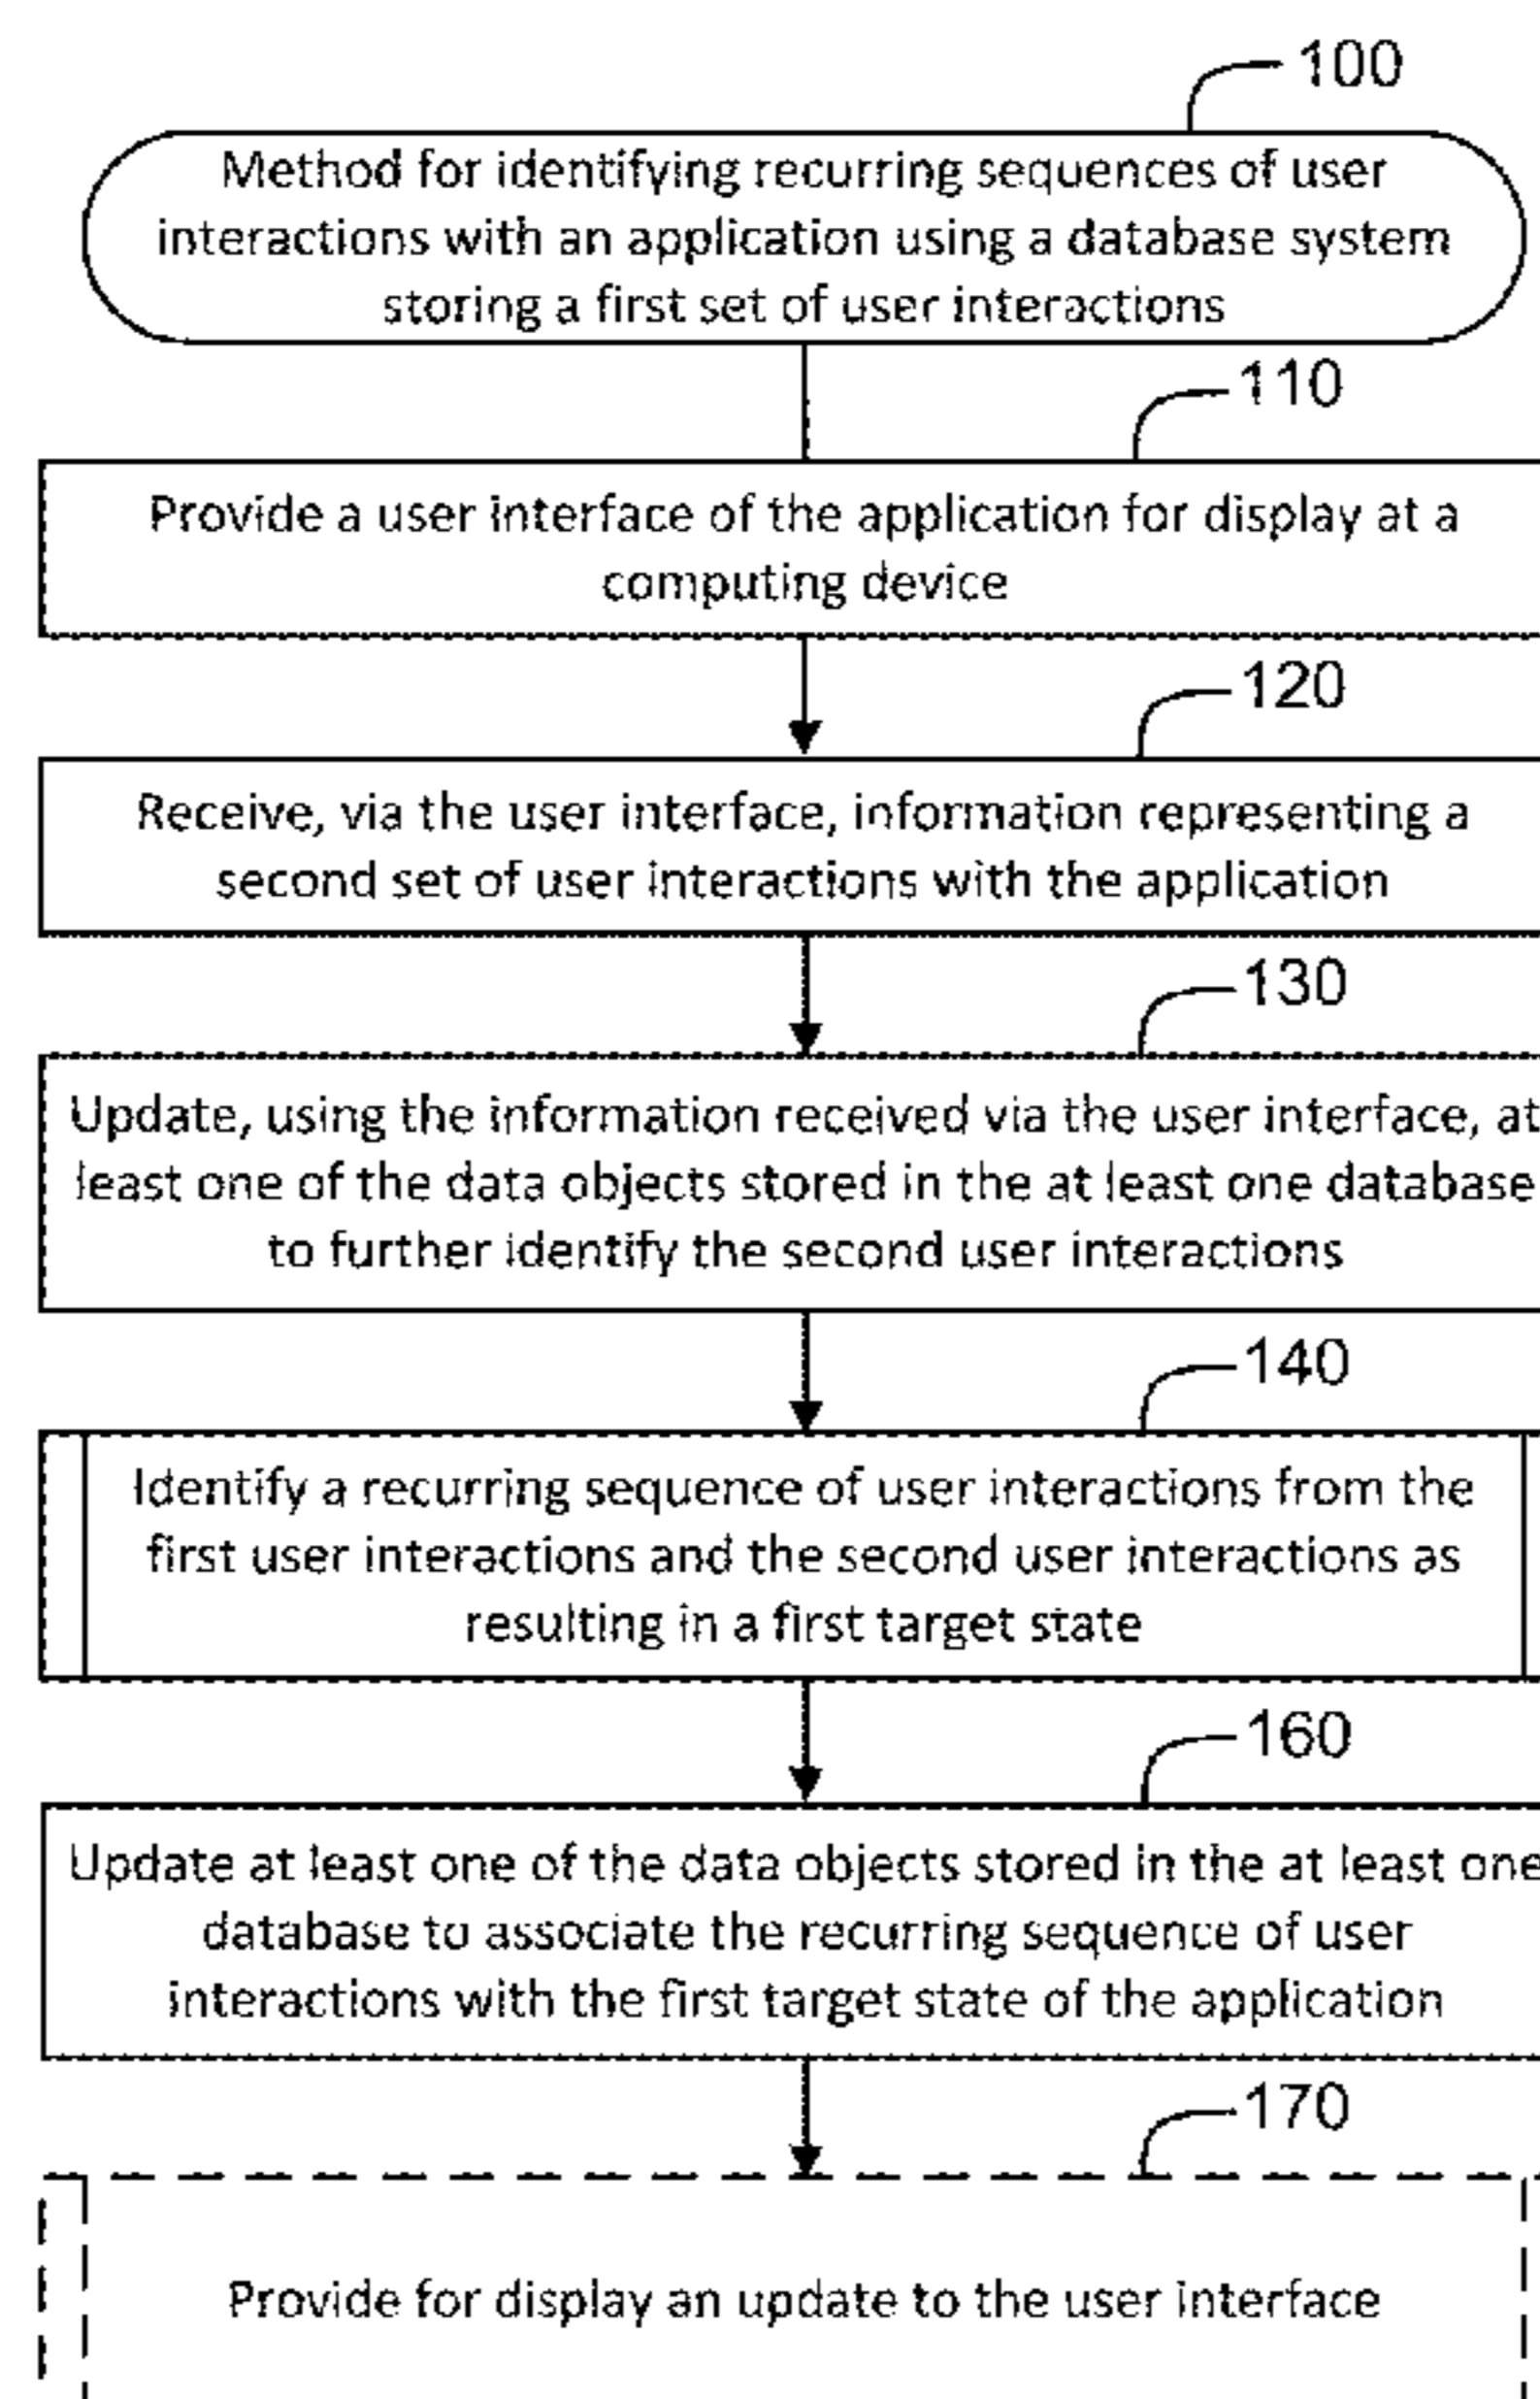 100
Method for identifying recurring sequences of user
interactions with an application using a database system
storing a first set of user interactions
110
Provide a user interface of the application for display at a
computing device
120
Receive, via the user interface, information representing a
second set of user interactions with the application
130
Update, using the information received via the user interface, at
least one of the data objects stored in the at least one database
to further identify the second user interactions
140
Identify a recurring sequence of user interactions from the
first user interactions and the second user interactions as
resulting in a first target state
160
Update at least one of the data objects stored in the at least one
database to associate the recurring sequence of user
interactions with the first target state of the application
170
Provide for display an update to the user interface